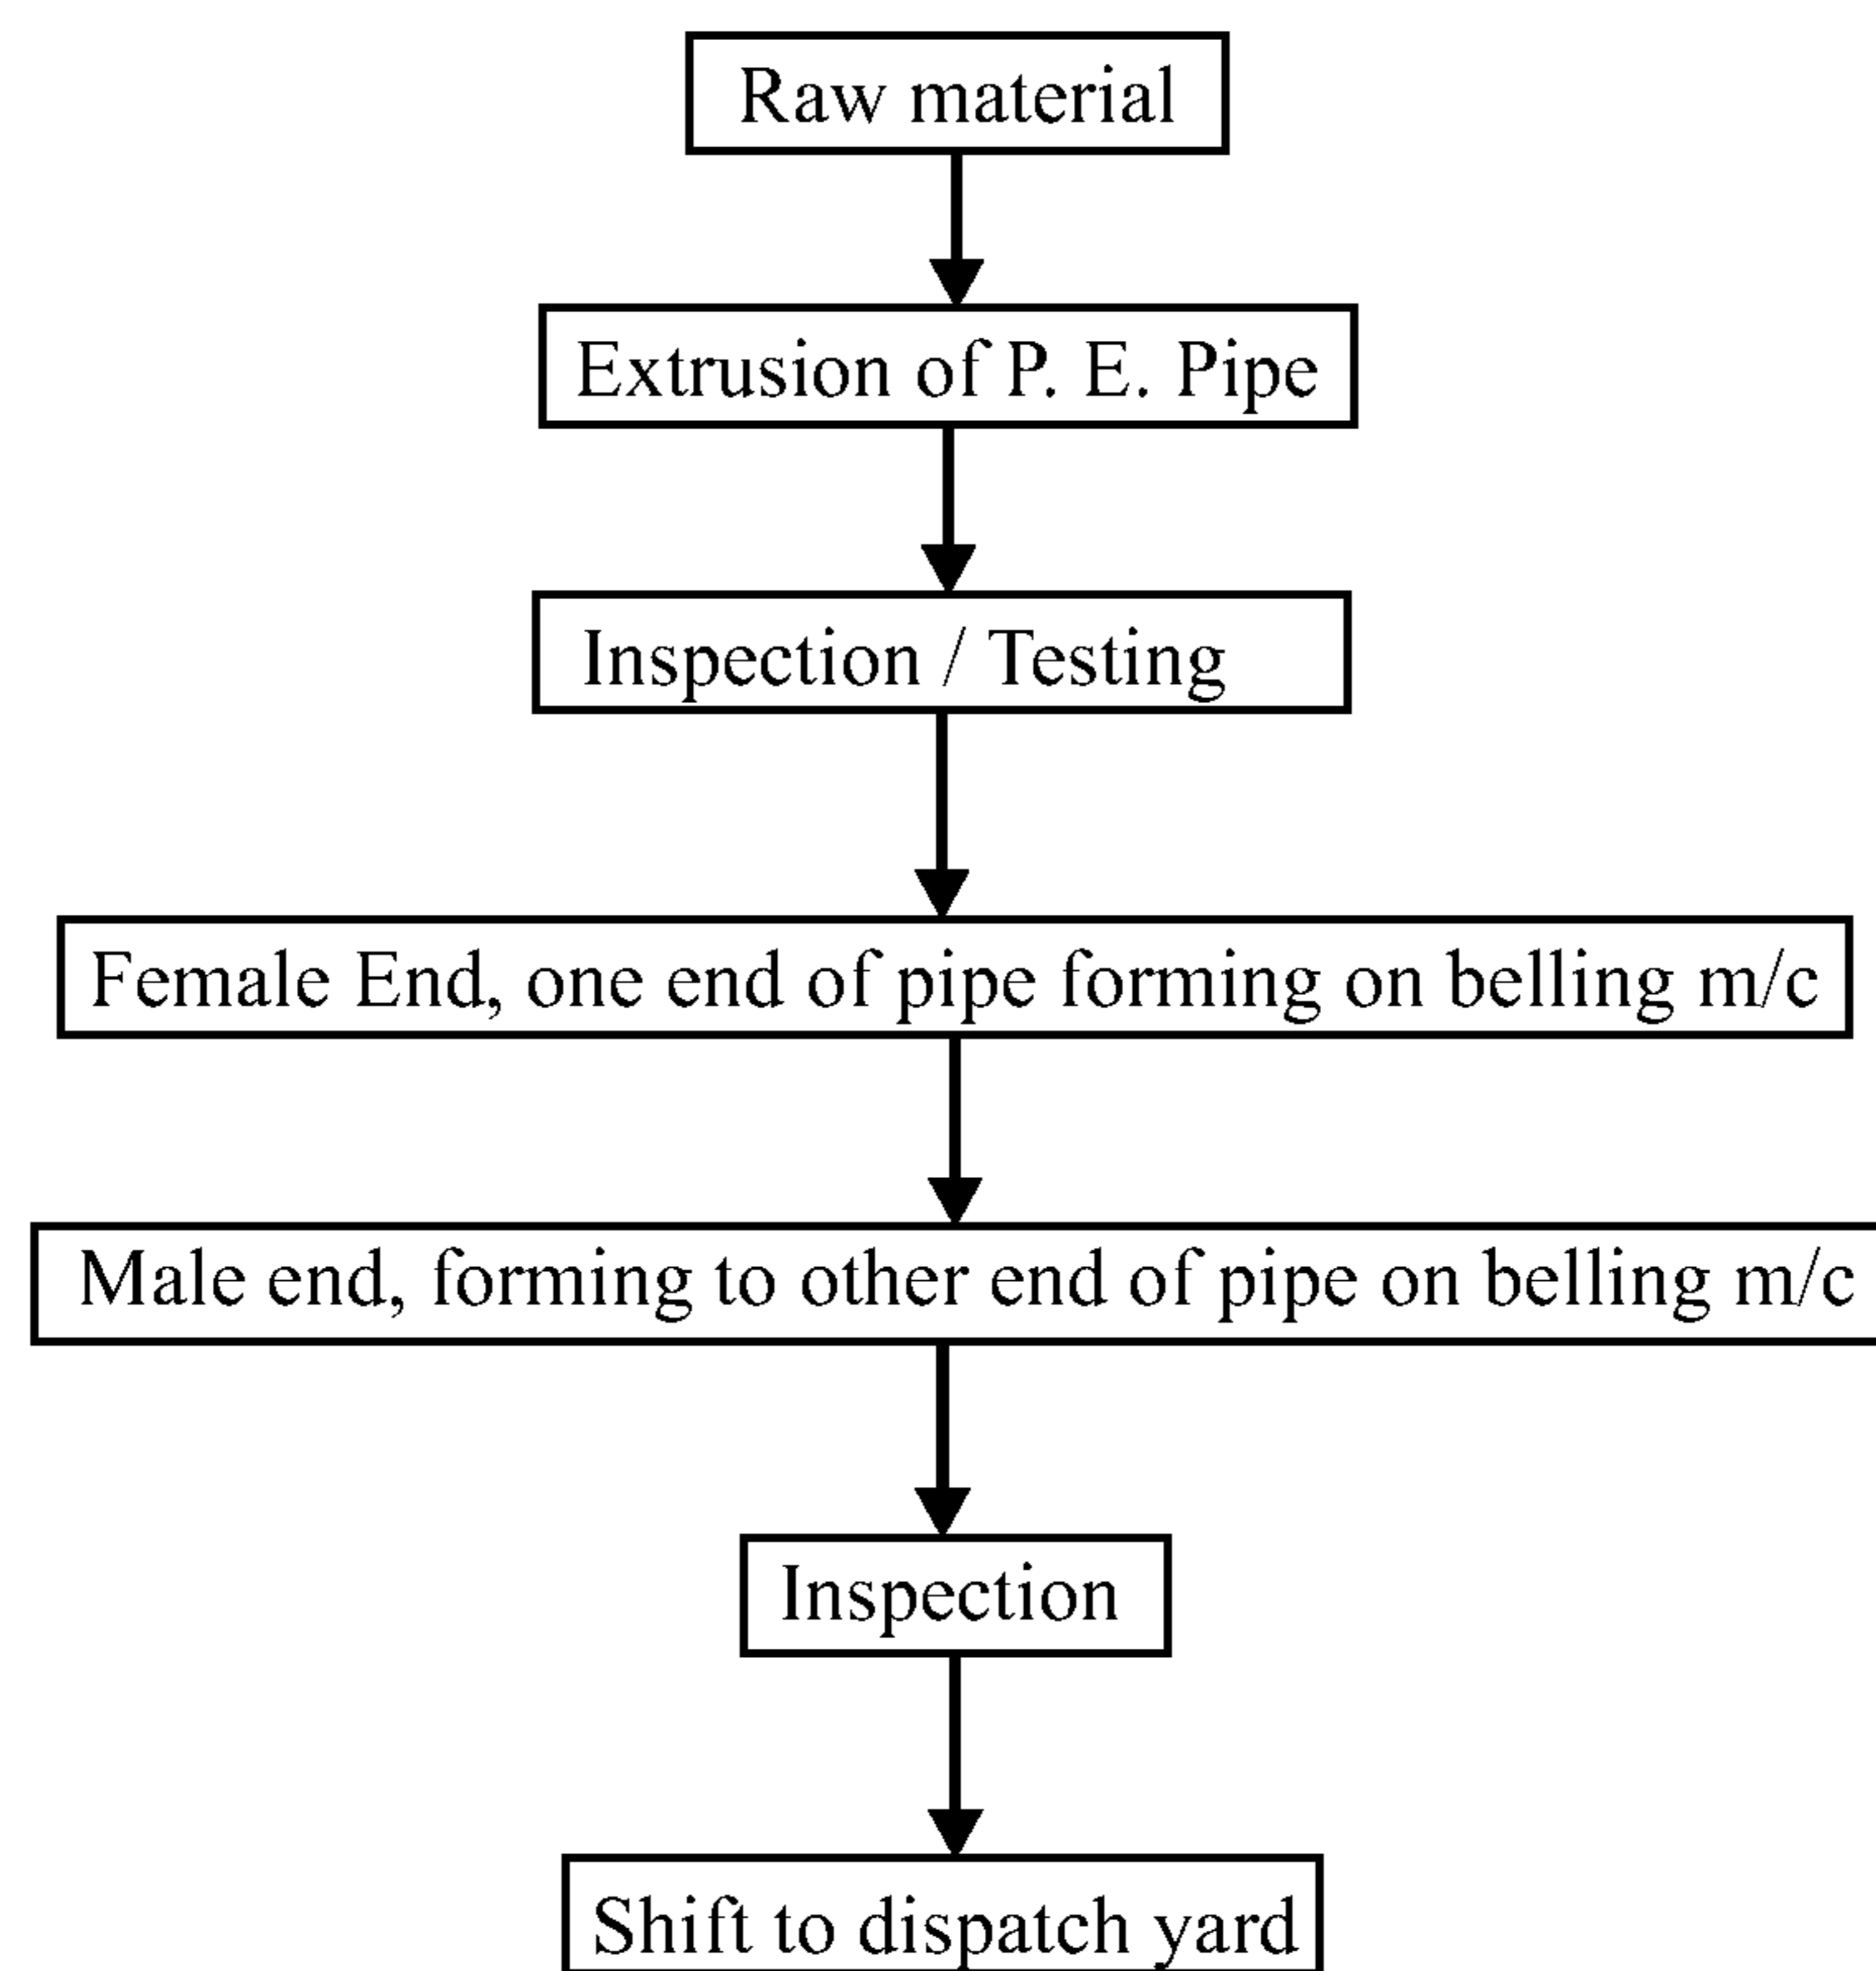 Raw material
Extrusion of P. E. Pipe
Inspection / Testing
Female End, one end of pipe forming on belling m/c
Male end, forming to other end of pipe on belling m/c
Inspection
Shift to dispatch yard